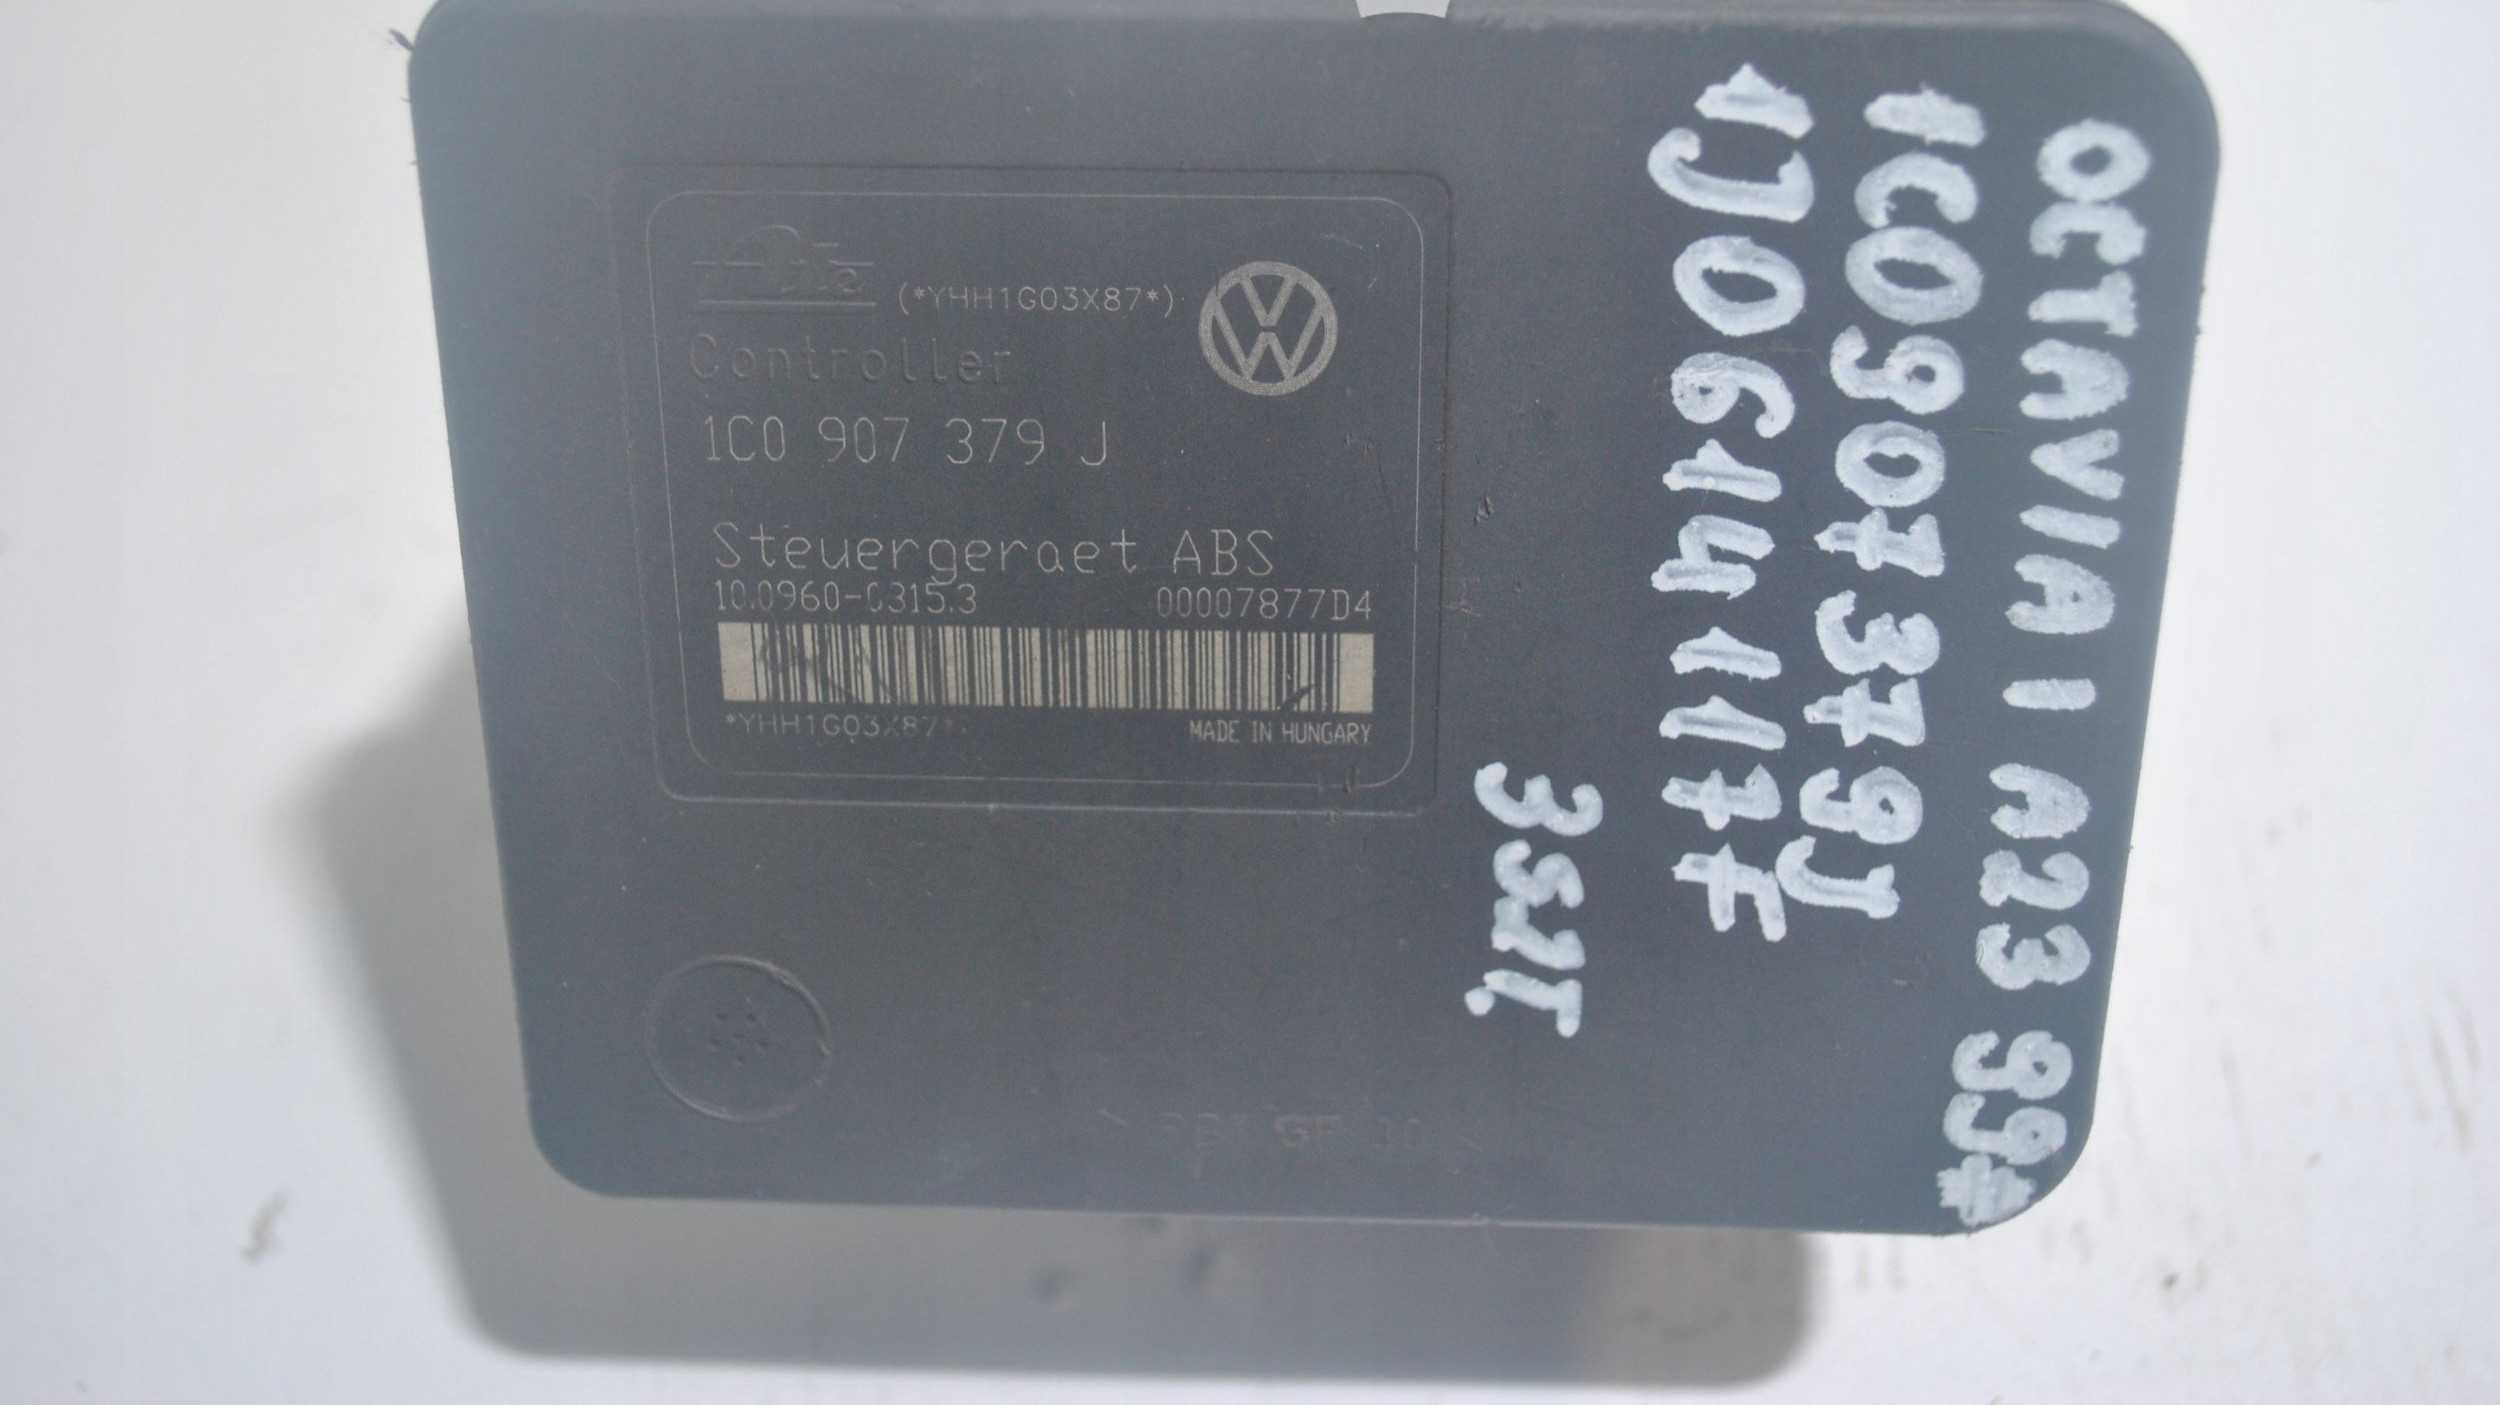 Ate (*YHH1G03X87*)
Controller
1C0 907 379 J
Steuergeraet ABS
10.0960-0315.3 00007877D4
*YHH1G03X87*
MADE IN HUNGARY
OCTAVIA I A23 99*
1C0907379J
1J0614117F